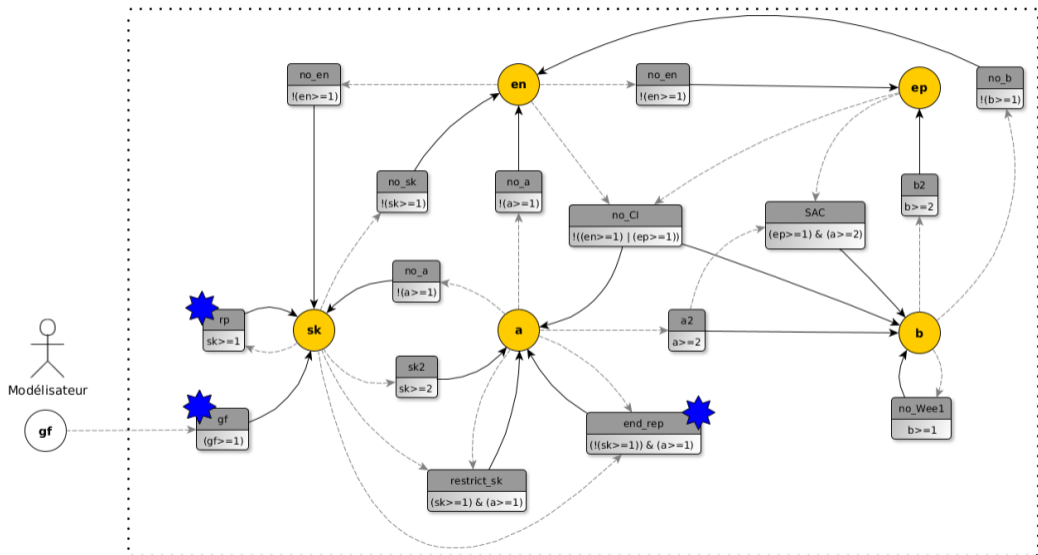 no_en
!(en>=1)
en
no_en
!(en>=1)
ep
no_b
!(b>=1)
no_sk
!(sk>=1)
no_a
!(a>=1)
b2
b>=2
no_CI
!((en>=1) | (ep>=1))
SAC
(ep>=1) & (a>=2)
no_a
!(a>=1)
rp
sk>=1
sk
a
a2
a>=2
b
sk2
sk>=2
Modélisateur
gf
gf
(gf>=1)
end_rep
(!(sk>=1)) & (a>=1)
no_Wee1
b>=1
restrict_sk
(sk>=1) & (a>=1)